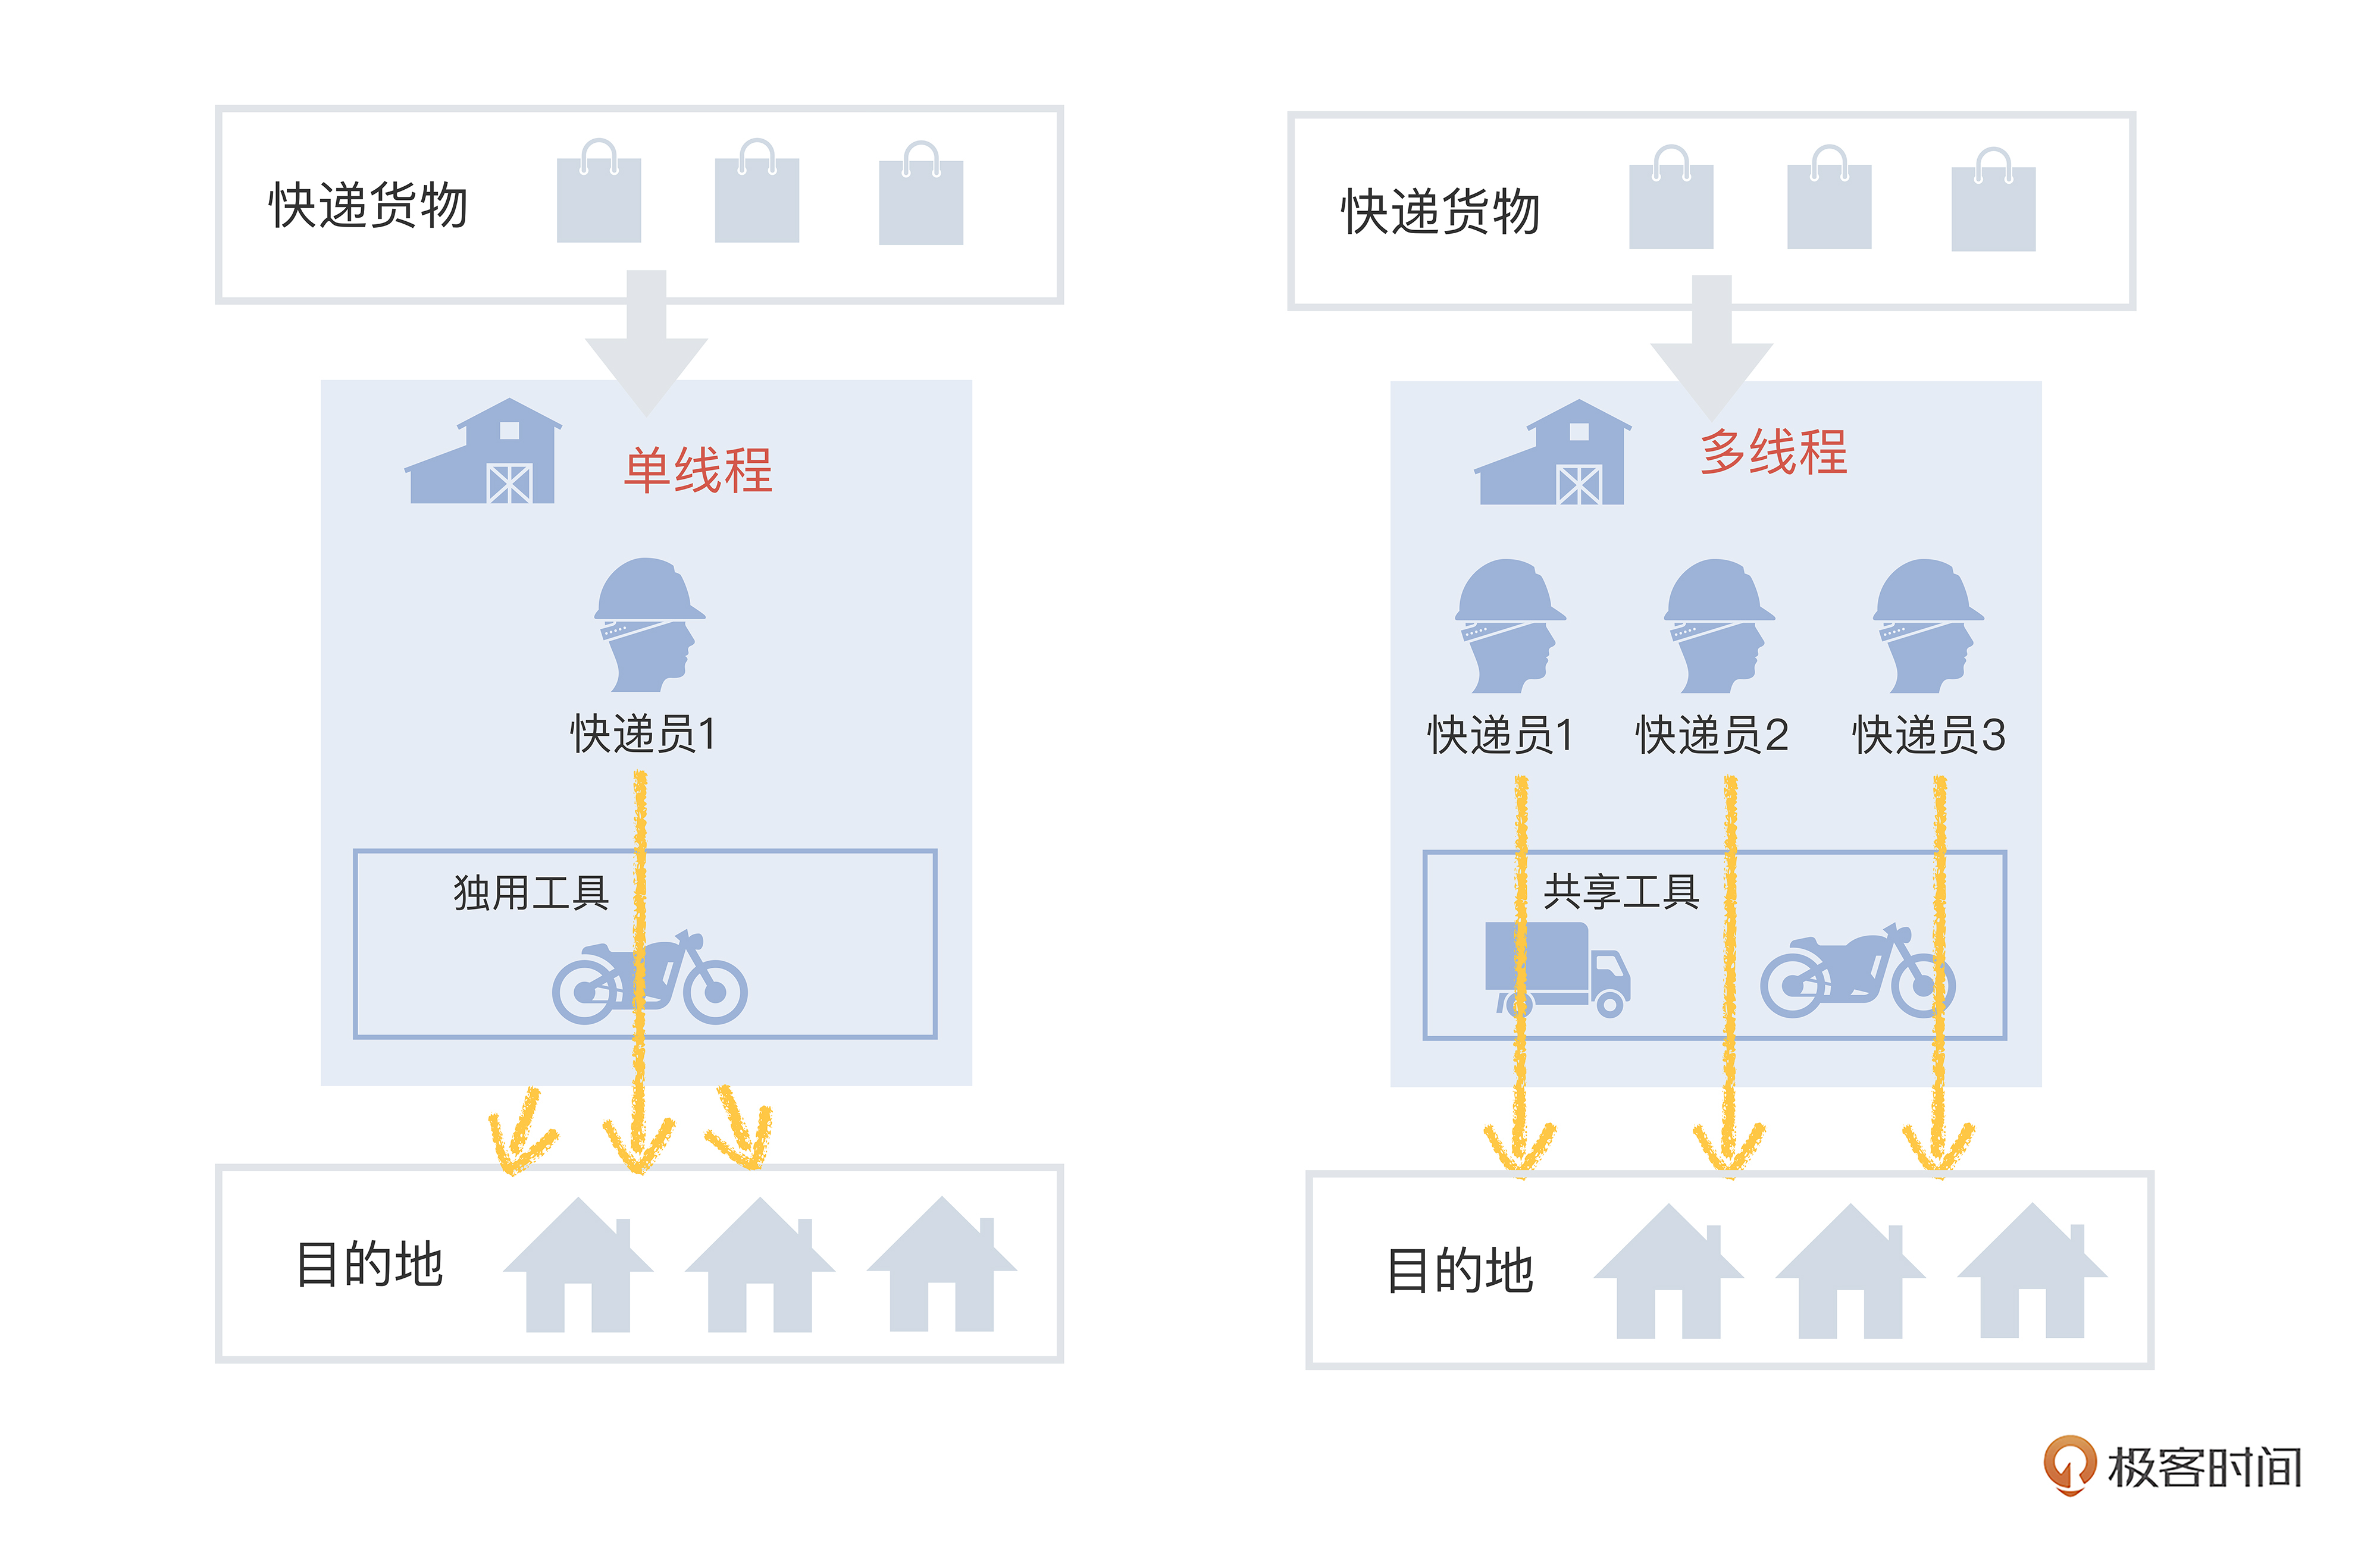 快递货物
单线程
快递员1
独用工具
目的地
快递货物
多线程
快递员1 快递员2 快递员3
共享工具
目的地
极客时间